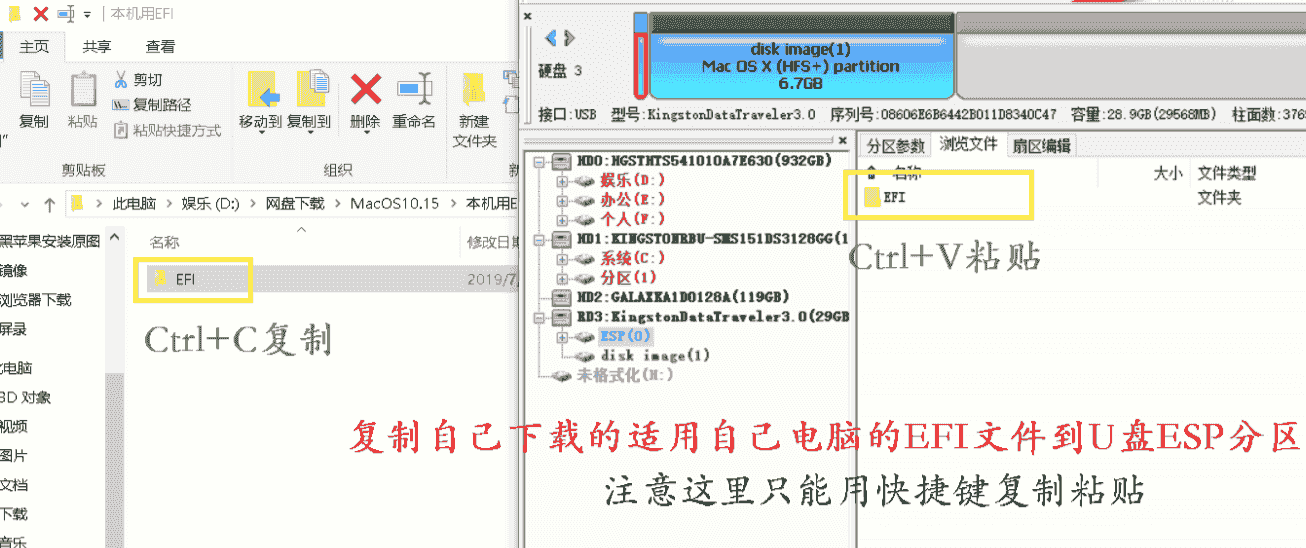 本机用EFI
主页 共享 查看
复制
粘贴
剪切
复制路径
粘贴快捷方式
移动到 复制到 删除 重命名
新建
文件夹
剪贴板
组织
此电脑 娱乐 (D:) 网盘下载 MacOS10.15 本机用E
黑苹果安装原图
镜像
浏览器下载
屏录
电脑
3D 对象
视频
图片
文档
下载
音乐
名称
修改日期
EFI
2019/7
Ctrl+C复制
硬盘 3
disk image(1)
Mac OS X (HFS+) partition
6.7GB
接口:USB 型号:KingstonDataTraveler3.0 序列号:08606E6B6442B011D8340C47 容量:28.9GB(29568MB) 柱面数:376
HD0:HGSTHTS541010A7E630(932GB)
娱乐(D:)
办公(E:)
个人(F:)
HD1:KINGSTONRBU-SMS151DS3128GG(1
系统(C:)
分区(1)
HD2:GALAXKA1D0128A(119GB)
RD3:KingstonDataTraveler3.0(29GB
ESP(0)
disk image(1)
未格式化(H:)
分区参数 浏览文件 扇区编辑
名称
大小 文件类型
EFI
文件夹
Ctrl+V粘贴
复制自己下载的适用自己电脑的EFI文件到U盘ESP分区
注意这里只能用快捷键复制粘贴